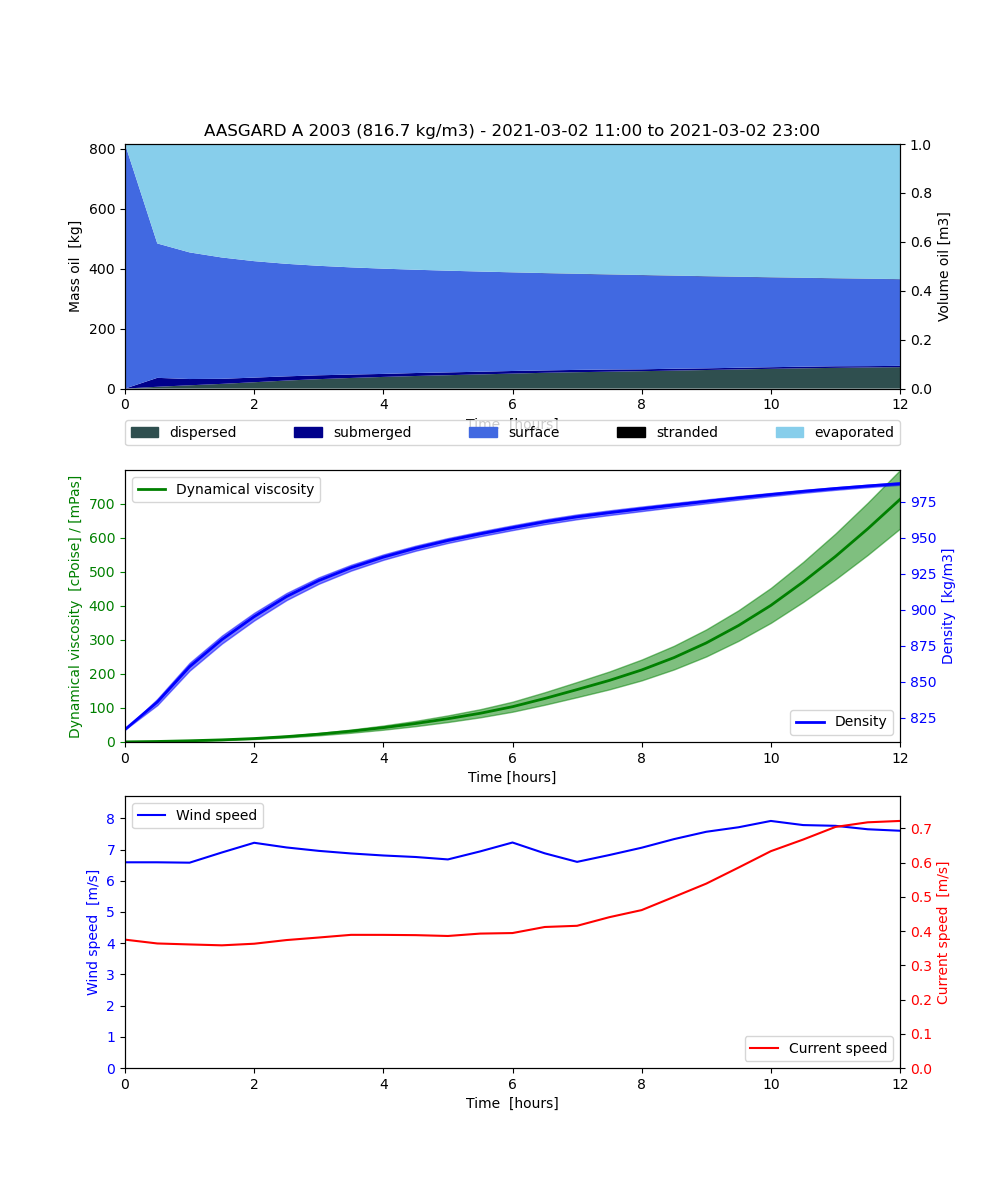 AASGARD A 2003 (816.7 kg/m3) - 2021-03-02 11:00 to 2021-03-02 23:00
Mass oil [kg]
800
600
400
200
0
Volume oil [m3]
1.0
0.8
0.6
0.4
0.2
0.0
0 2 4 6 8 10 12
Time [hours]
dispersed submerged surface stranded evaporated
Dynamical viscosity [cPoise] / [mPas]
700
600
500
400
300
200
100
0
Dynamical viscosity
Density [kg/m3]
975
950
925
900
875
850
825
Density
0 2 4 6 8 10 12
Time [hours]
Wind speed [m/s]
8
7
6
5
4
3
2
1
0
Wind speed
Current speed [m/s]
0.7
0.6
0.5
0.4
0.3
0.2
0.1
0.0
Current speed
0 2 4 6 8 10 12
Time [hours]